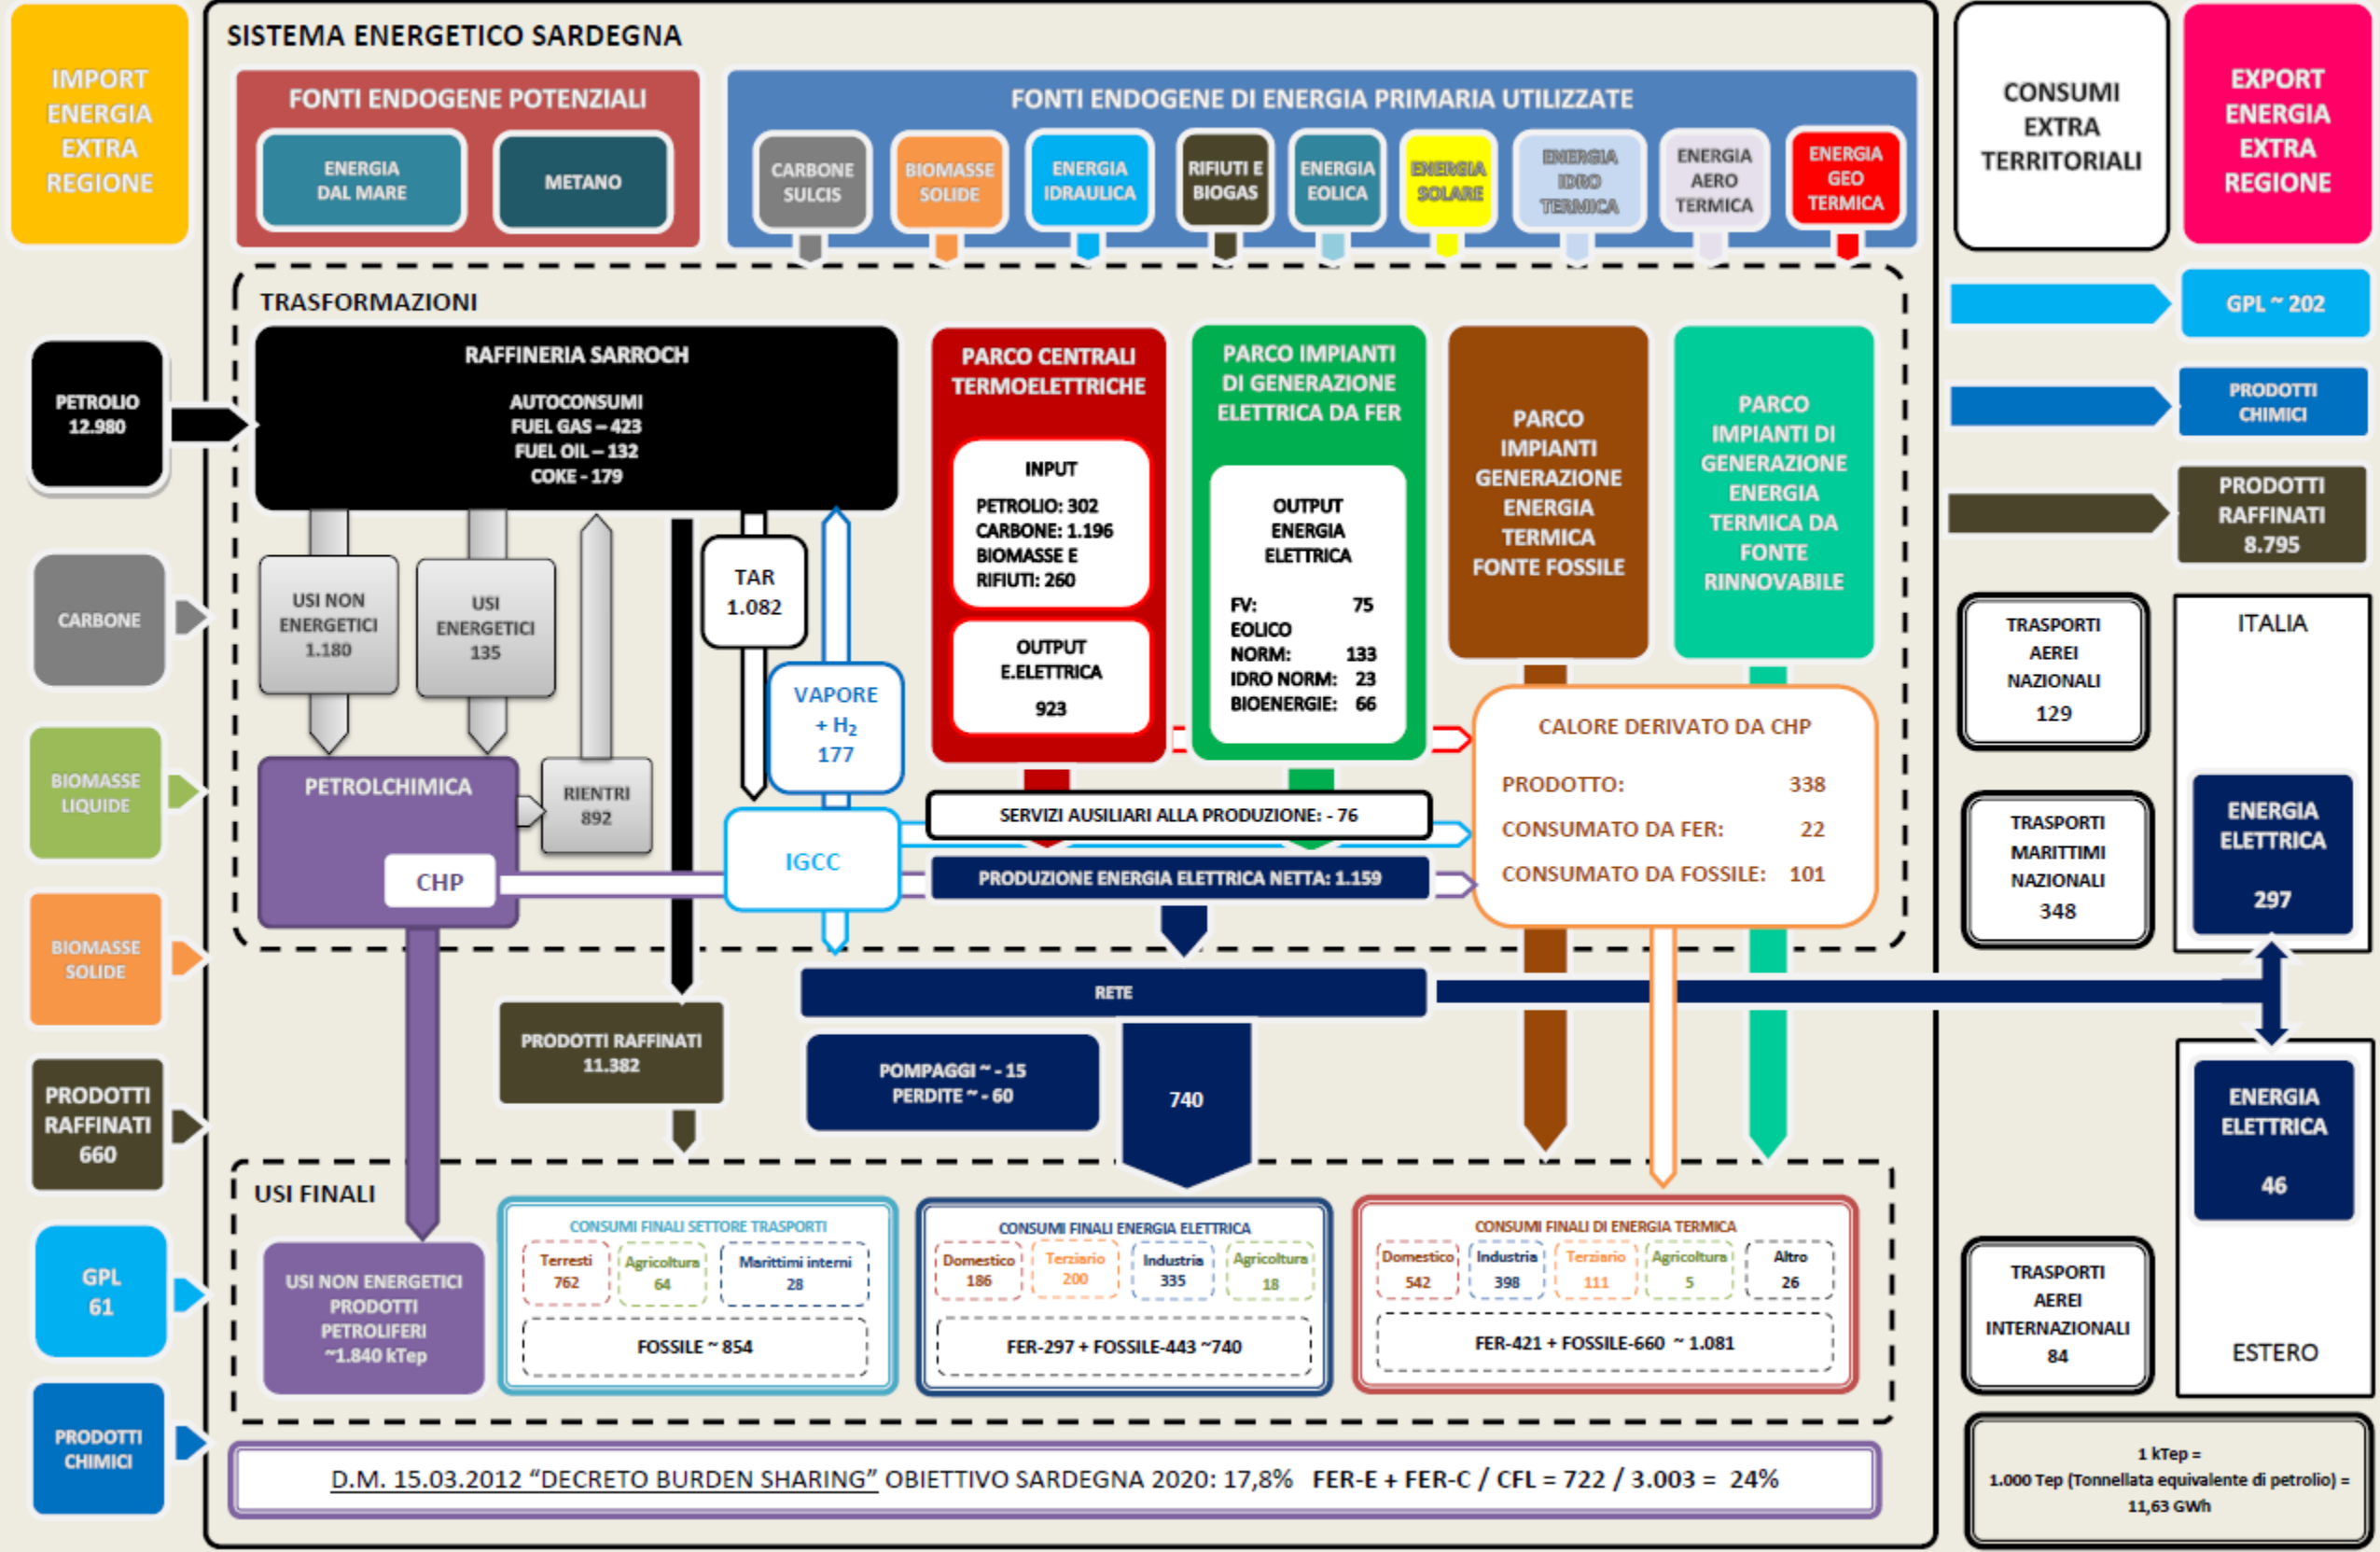 IMPORT
ENERGIA
EXTRA
REGIONE
SISTEMA ENERGETICO SARDEGNA
FONTI ENDOGENE POTENZIALI
ENERGIA
DAL MARE
METANO
FONTI ENDOGENE DI ENERGIA PRIMARIA UTILIZZATE
CARBONE
SULCIS
BIOMASSE
SOLIDE
ENERGIA
IDRAULICA
RIFIUTI E
BIOGAS
ENERGIA
EOLICA
ENERGIA
SOLARE
ENERGIA
IDRO
TERMICA
ENERGIA
AERO
TERMICA
ENERGIA
GEO
TERMICA
CONSUMI
EXTRA
TERRITORIALI
EXPORT
ENERGIA
EXTRA
REGIONE
PETROLIO
12.980
CARBONE
BIOMASSE
LIQUIDE
BIOMASSE
SOLIDE
PRODOTTI
RAFFINATI
660
GPL
61
PRODOTTI
CHIMICI
TRASFORMAZIONI
RAFFINERIA SARROCH
AUTOCONSUMI
FUEL GAS – 423
FUEL OIL – 132
COKE - 179
USI NON
ENERGETICI
1.180
USI
ENERGETICI
135
RIENTRI
892
TAR
1.082
VAPORE
+ H₂
177
PETROLCHIMICA
CHP
IGCC
PARCO CENTRALI
TERMOELETTRICHE
INPUT
PETROLIO: 302
CARBONE: 1.196
BIOMASSE E
RIFIUTI: 260
OUTPUT
E.ELETTRICA
923
PARCO IMPIANTI
DI GENERAZIONE
ELETTRICA DA FER
OUTPUT
ENERGIA
ELETTRICA
FV: 75
EOLICO
NORM: 133
IDRO NORM: 23
BIOENERGIE: 66
PARCO
IMPIANTI
GENERAZIONE
ENERGIA
TERMICA
FONTE FOSSILE
PARCO
IMPIANTI DI
GENERAZIONE
ENERGIA
TERMICA DA
FONTE
RINNOVABILE
CALORE DERIVATO DA CHP
PRODOTTO: 338
CONSUMATO DA FER: 22
CONSUMATO DA FOSSILE: 101
SERVIZI AUSILIARI ALLA PRODUZIONE: - 76
PRODUZIONE ENERGIA ELETTRICA NETTA: 1.159
RETE
PRODOTTI RAFFINATI
11.382
POMPAGGI ~ - 15
PERDITE ~ - 60
740
USI FINALI
USI NON ENERGETICI
PRODOTTI
PETROLIFERI
~1.840 kTep
CONSUMI FINALI SETTORE TRASPORTI
Terresti
762
Agricoltura
64
Marittimi interni
28
FOSSILE ~ 854
CONSUMI FINALI ENERGIA ELETTRICA
Domestico
186
Terziario
200
Industria
335
Agricoltura
18
FER-297 + FOSSILE-443 ~740
CONSUMI FINALI DI ENERGIA TERMICA
Domestico
542
Industria
398
Terziario
111
Agricoltura
5
Altro
26
FER-421 + FOSSILE-660 ~ 1.081
D.M. 15.03.2012 “DECRETO BURDEN SHARING” OBIETTIVO SARDEGNA 2020: 17,8% FER-E + FER-C / CFL = 722 / 3.003 = 24%
GPL ~ 202
PRODOTTI
CHIMICI
PRODOTTI
RAFFINATI
8.795
TRASPORTI
AEREI
NAZIONALI
129
TRASPORTI
MARITTIMI
NAZIONALI
348
ITALIA
ENERGIA
ELETTRICA
297
ENERGIA
ELETTRICA
46
ESTERO
TRASPORTI
AEREI
INTERNAZIONALI
84
1 kTep =
1.000 Tep (Tonnellata equivalente di petrolio) =
11,63 GWh